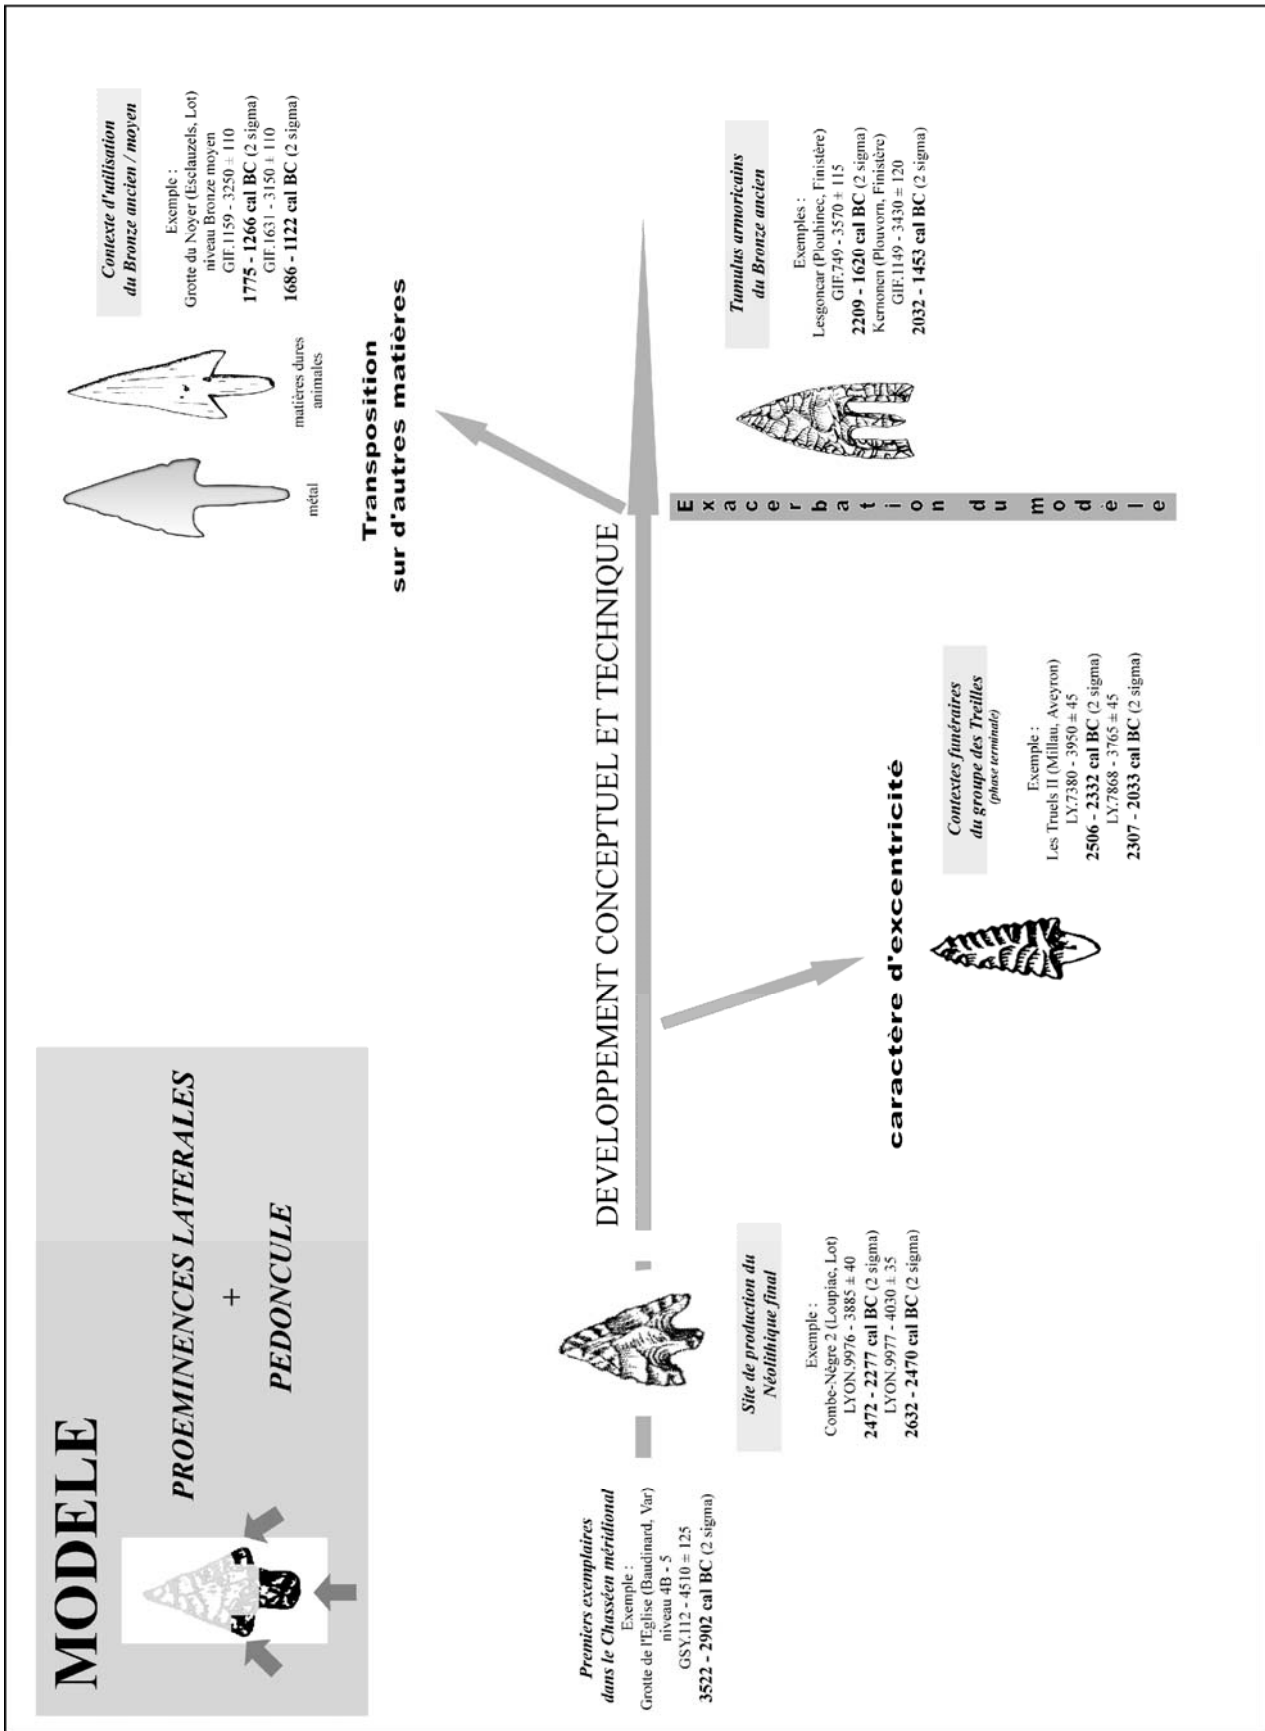 MODELE
PROEMINENCES LATERALES
+
PEDONCULE
Contexte d'utilisation
du Bronze ancien / moyen
Exemple :
Grotte du Noyer (Esclauzels, Lot)
niveau Bronze moyen
GIF.1159 - 3250 ± 110
1775 - 1266 cal BC (2 sigma)
GIF.1631 - 3150 ± 110
1686 - 1122 cal BC (2 sigma)
métal
matières dures
animales
Transposition
sur d'autres matières
DEVELOPPEMENT CONCEPTUEL ET TECHNIQUE
Premiers exemplaires
dans le Chasséen méridional
Exemple :
Grotte de l'Eglise (Baudinard, Var)
niveau 4B - 5
GSY.112 - 4510 ± 125
3522 - 2902 cal BC (2 sigma)
Site de production du
Néolithique final
Exemple :
Combe-Nègre 2 (Loupiac, Lot)
LYON.9976 - 3885 ± 40
2472 - 2277 cal BC (2 sigma)
LYON.9977 - 4030 ± 35
2632 - 2470 cal BC (2 sigma)
caractère d'excentricité
Contextes funéraires
du groupe des Treilles
(phase terminale)
Exemple :
Les Truels II (Millau, Aveyron)
LY.7380 - 3950 ± 45
2506 - 2332 cal BC (2 sigma)
LY.7868 - 3765 ± 45
2307 - 2033 cal BC (2 sigma)
Exacerbation du modèle
Tumulus armoricains
du Bronze ancien
Exemples :
Lesgoncar (Plouhinec, Finistère)
GIF.749 - 3570 ± 115
2209 - 1620 cal BC (2 sigma)
Kernonen (Plouvorn, Finistère)
GIF.1149 - 3430 ± 120
2032 - 1453 cal BC (2 sigma)